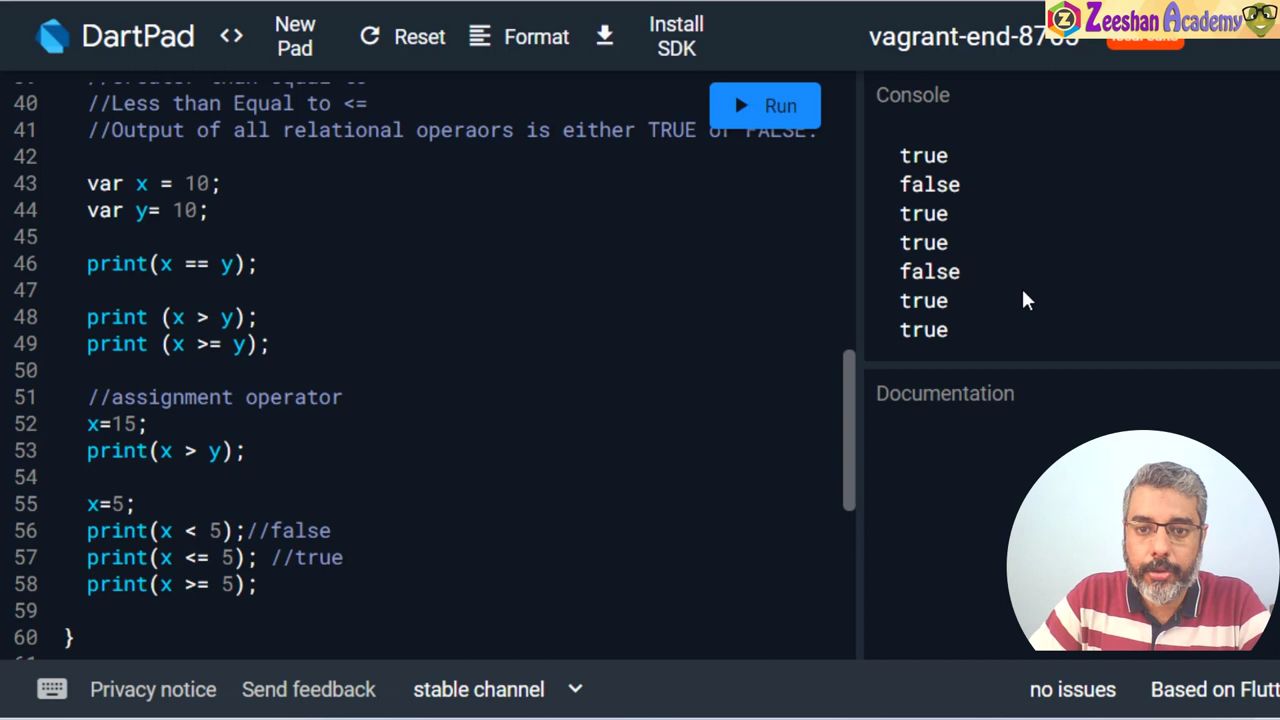 DartPad
<>
New Pad
Reset
Format
Install SDK
Zeeshan Academy
40 //Less than Equal to <=
41 //Output of all relational operaors is either TRUE or FALSE.
42
43 var x = 10;
44 var y= 10;
45
46 print(x == y);
47
48 print (x > y);
49 print (x >= y);
50
51 //assignment operator
52 x=15;
53 print(x > y);
54
55 x=5;
56 print(x < 5);//false
57 print(x <= 5); //true
58 print(x >= 5);
59
60 }
Run
Console
true
false
true
true
false
true
true
Documentation
Privacy notice
Send feedback
stable channel
no issues
Based on Flutt